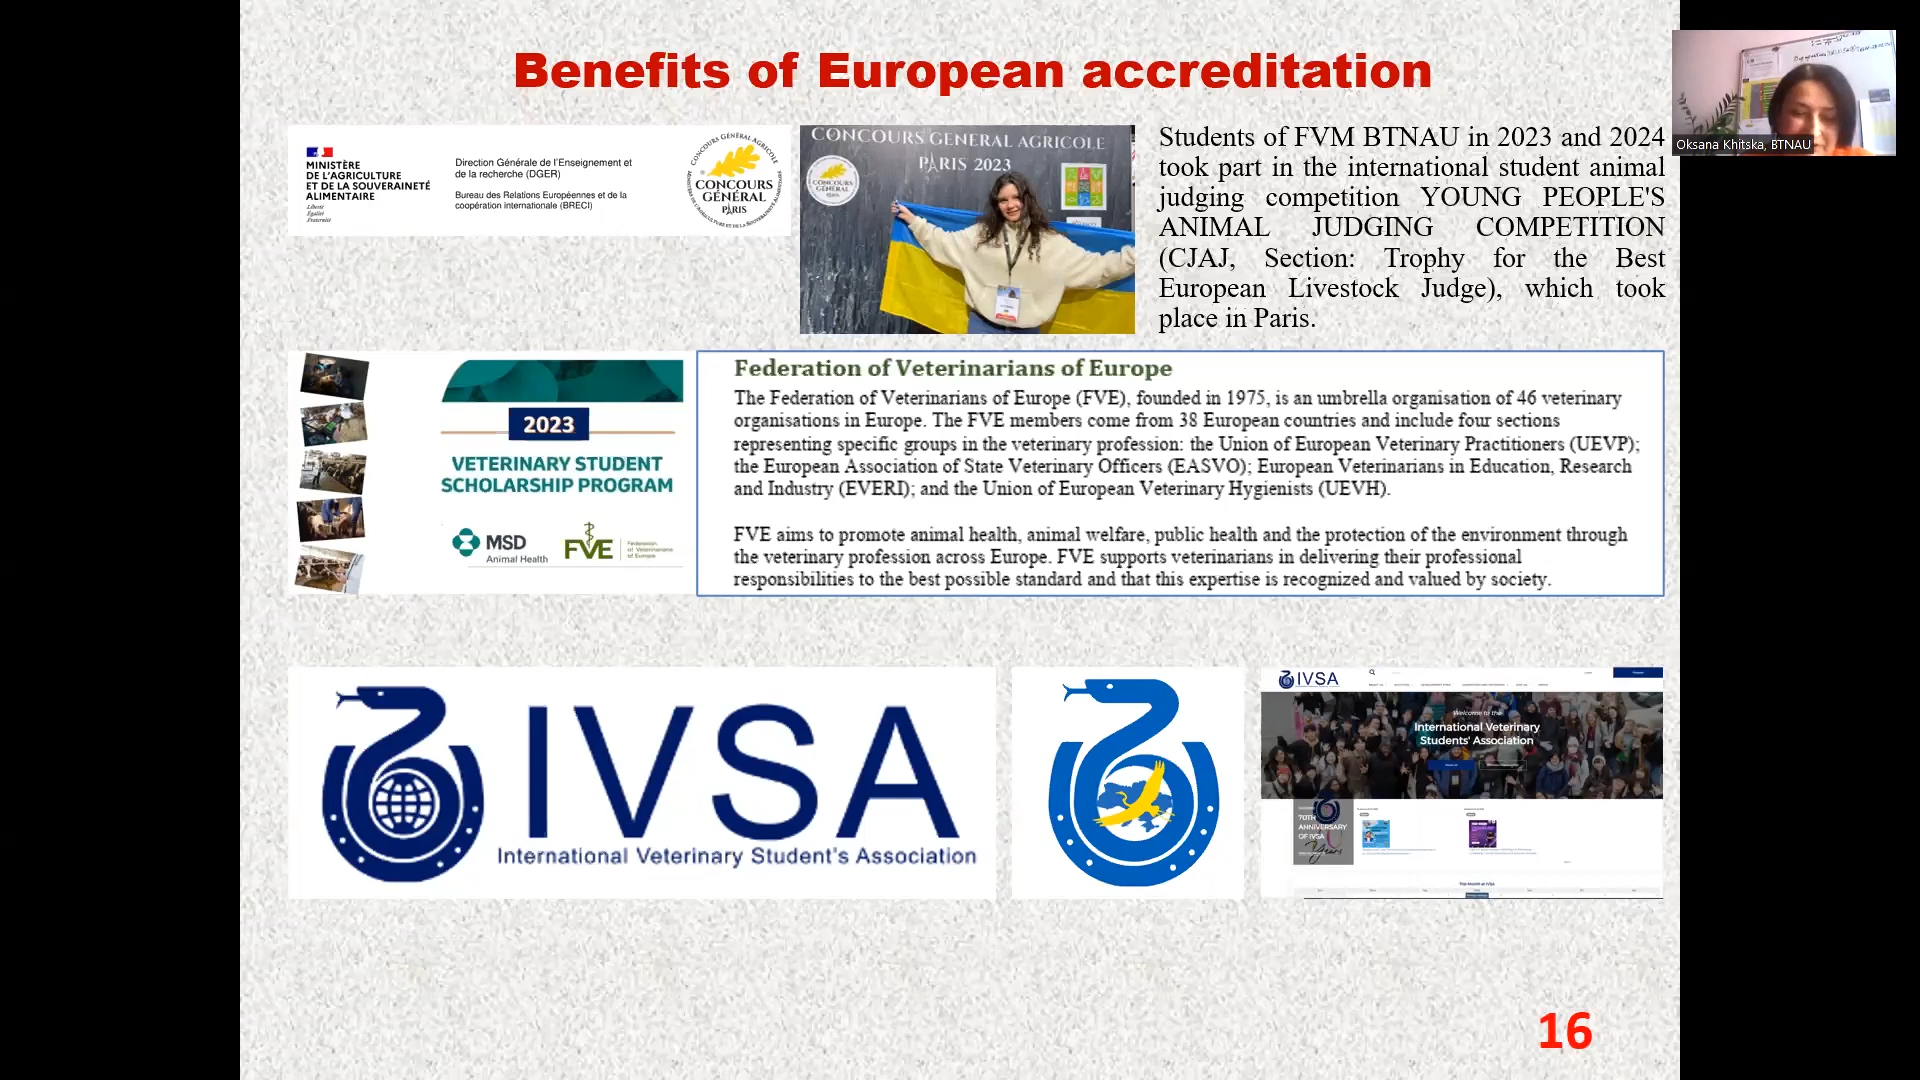 Benefits of European accreditation
MINISTÈRE
DE L'AGRICULTURE
ET DE LA SOUVERAINETÉ
ALIMENTAIRE
Liberté
Égalité
Fraternité
Direction Générale de l'Enseignement et
de la recherche (DGER)
Bureau des Relations Européennes et de la
coopération internationale (BRECI)
CONCOURS GÉNÉRAL AGRICOLE
CONCOURS
GÉNÉRAL
PARIS
CONCOURS GENERAL AGRICOLE
PARIS 2023
CONCOURS
GÉNÉRAL
Students of FVM BTNAU in 2023 and 2024
took part in the international student animal
judging competition YOUNG PEOPLE'S
ANIMAL JUDGING COMPETITION
(CJAJ, Section: Trophy for the Best
European Livestock Judge), which took
place in Paris.
Oksana Khitska, BTNAU
2023
VETERINARY STUDENT
SCHOLARSHIP PROGRAM
MSD
Animal Health
FVE
Federation
of Veterinarians
of Europe
Federation of Veterinarians of Europe
The Federation of Veterinarians of Europe (FVE), founded in 1975, is an umbrella organisation of 46 veterinary
organisations in Europe. The FVE members come from 38 European countries and include four sections
representing specific groups in the veterinary profession: the Union of European Veterinary Practitioners (UEVP);
the European Association of State Veterinary Officers (EASVO); European Veterinarians in Education, Research
and Industry (EVERI); and the Union of European Veterinary Hygienists (UEVH).
FVE aims to promote animal health, animal welfare, public health and the protection of the environment through
the veterinary profession across Europe. FVE supports veterinarians in delivering their professional
responsibilities to the best possible standard and that this expertise is recognized and valued by society.
IVSA
International Veterinary Student's Association
IVSA
Welcome to the
International Veterinary
Students' Association
70TH
ANNIVERSARY
OF IVSA
Years
This Month at IVSA
16